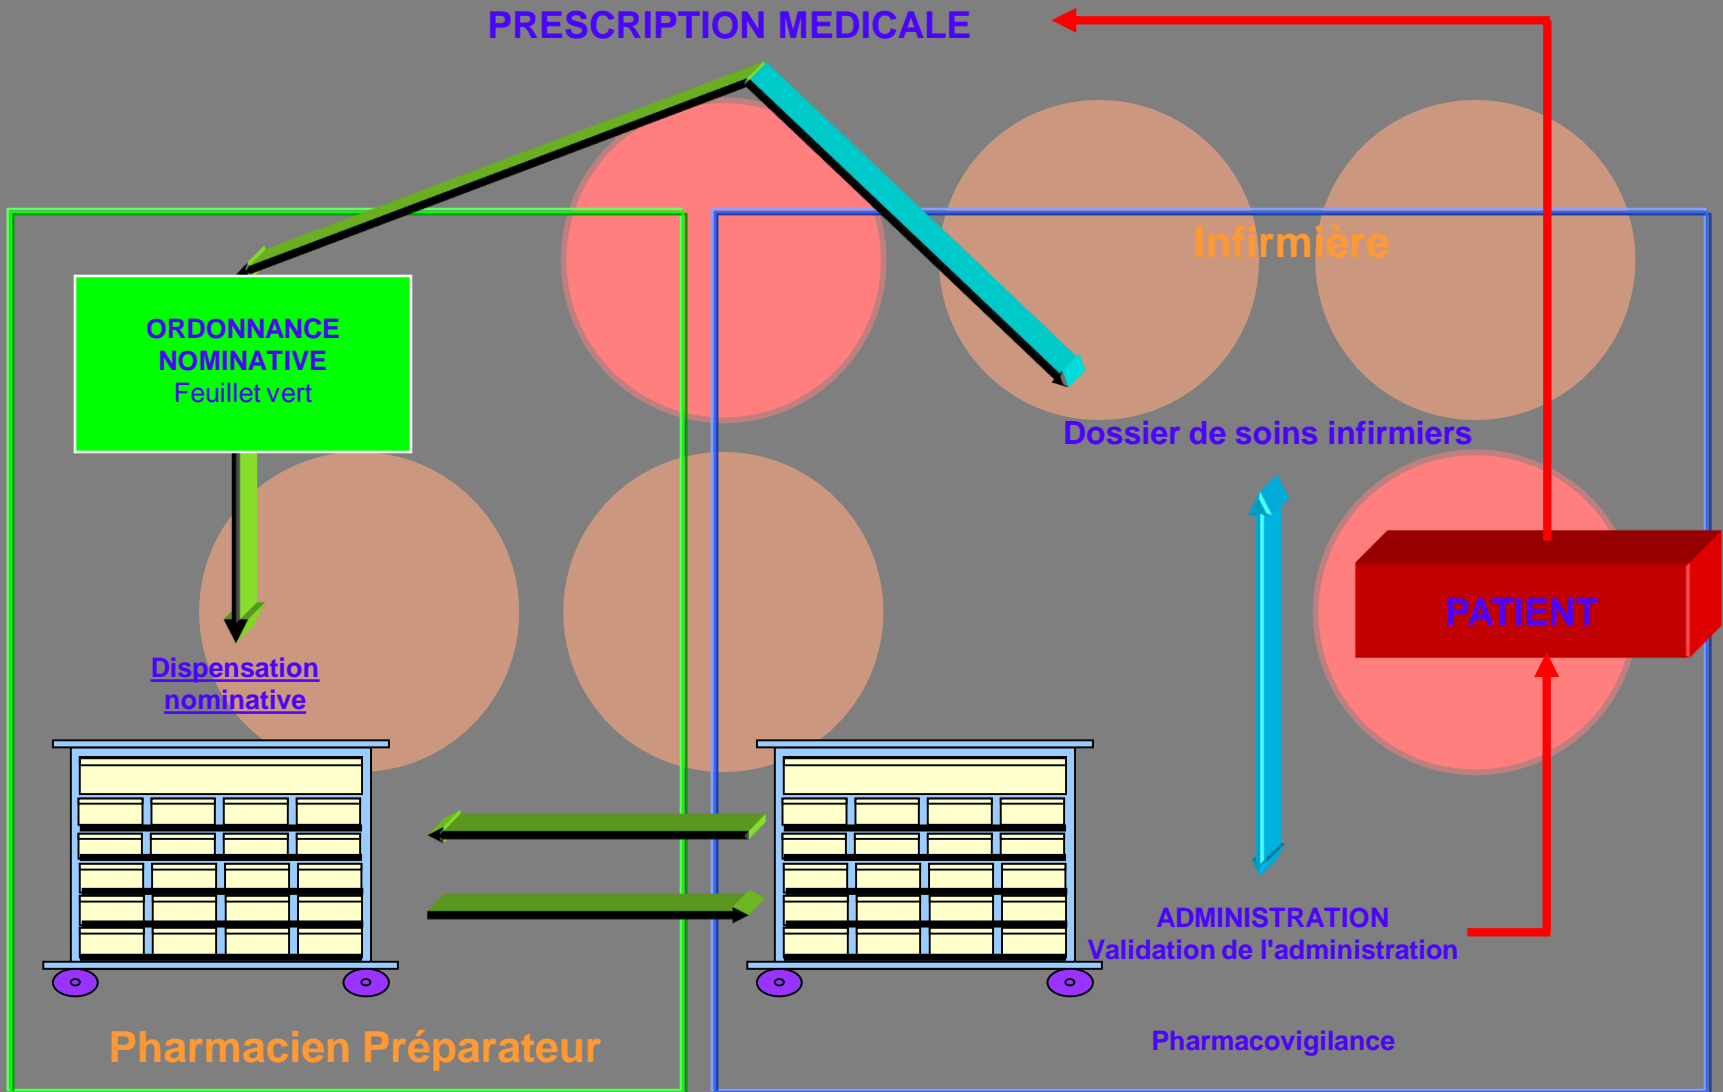 PRESCRIPTION MEDICALE
Infirmière
ORDONNANCE
NOMINATIVE
Feuillet vert
Dossier de soins infirmiers
PATIENT
Dispensation
nominative
ADMINISTRATION
Validation de l'administration
Pharmacien Préparateur
Pharmacovigilance